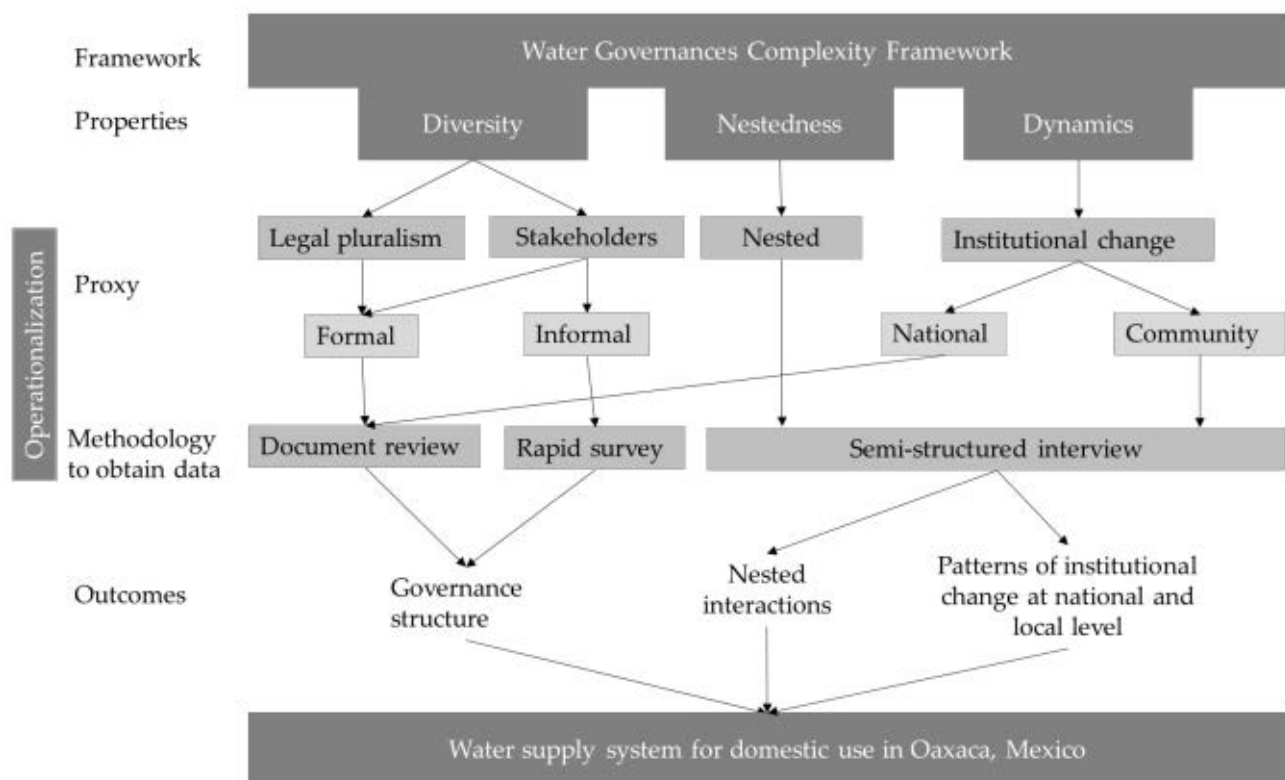 Framework
Water Governances Complexity Framework
Properties
Diversity
Nestedness
Dynamics
Operationalization
Legal pluralism
Stakeholders
Nested
Institutional change
Proxy
Formal
Informal
National
Community
Methodology
to obtain data
Document review
Rapid survey
Semi-structured interview
Outcomes
Governance
structure
Nested
interactions
Patterns of institutional
change at national and
local level
Water supply system for domestic use in Oaxaca, Mexico